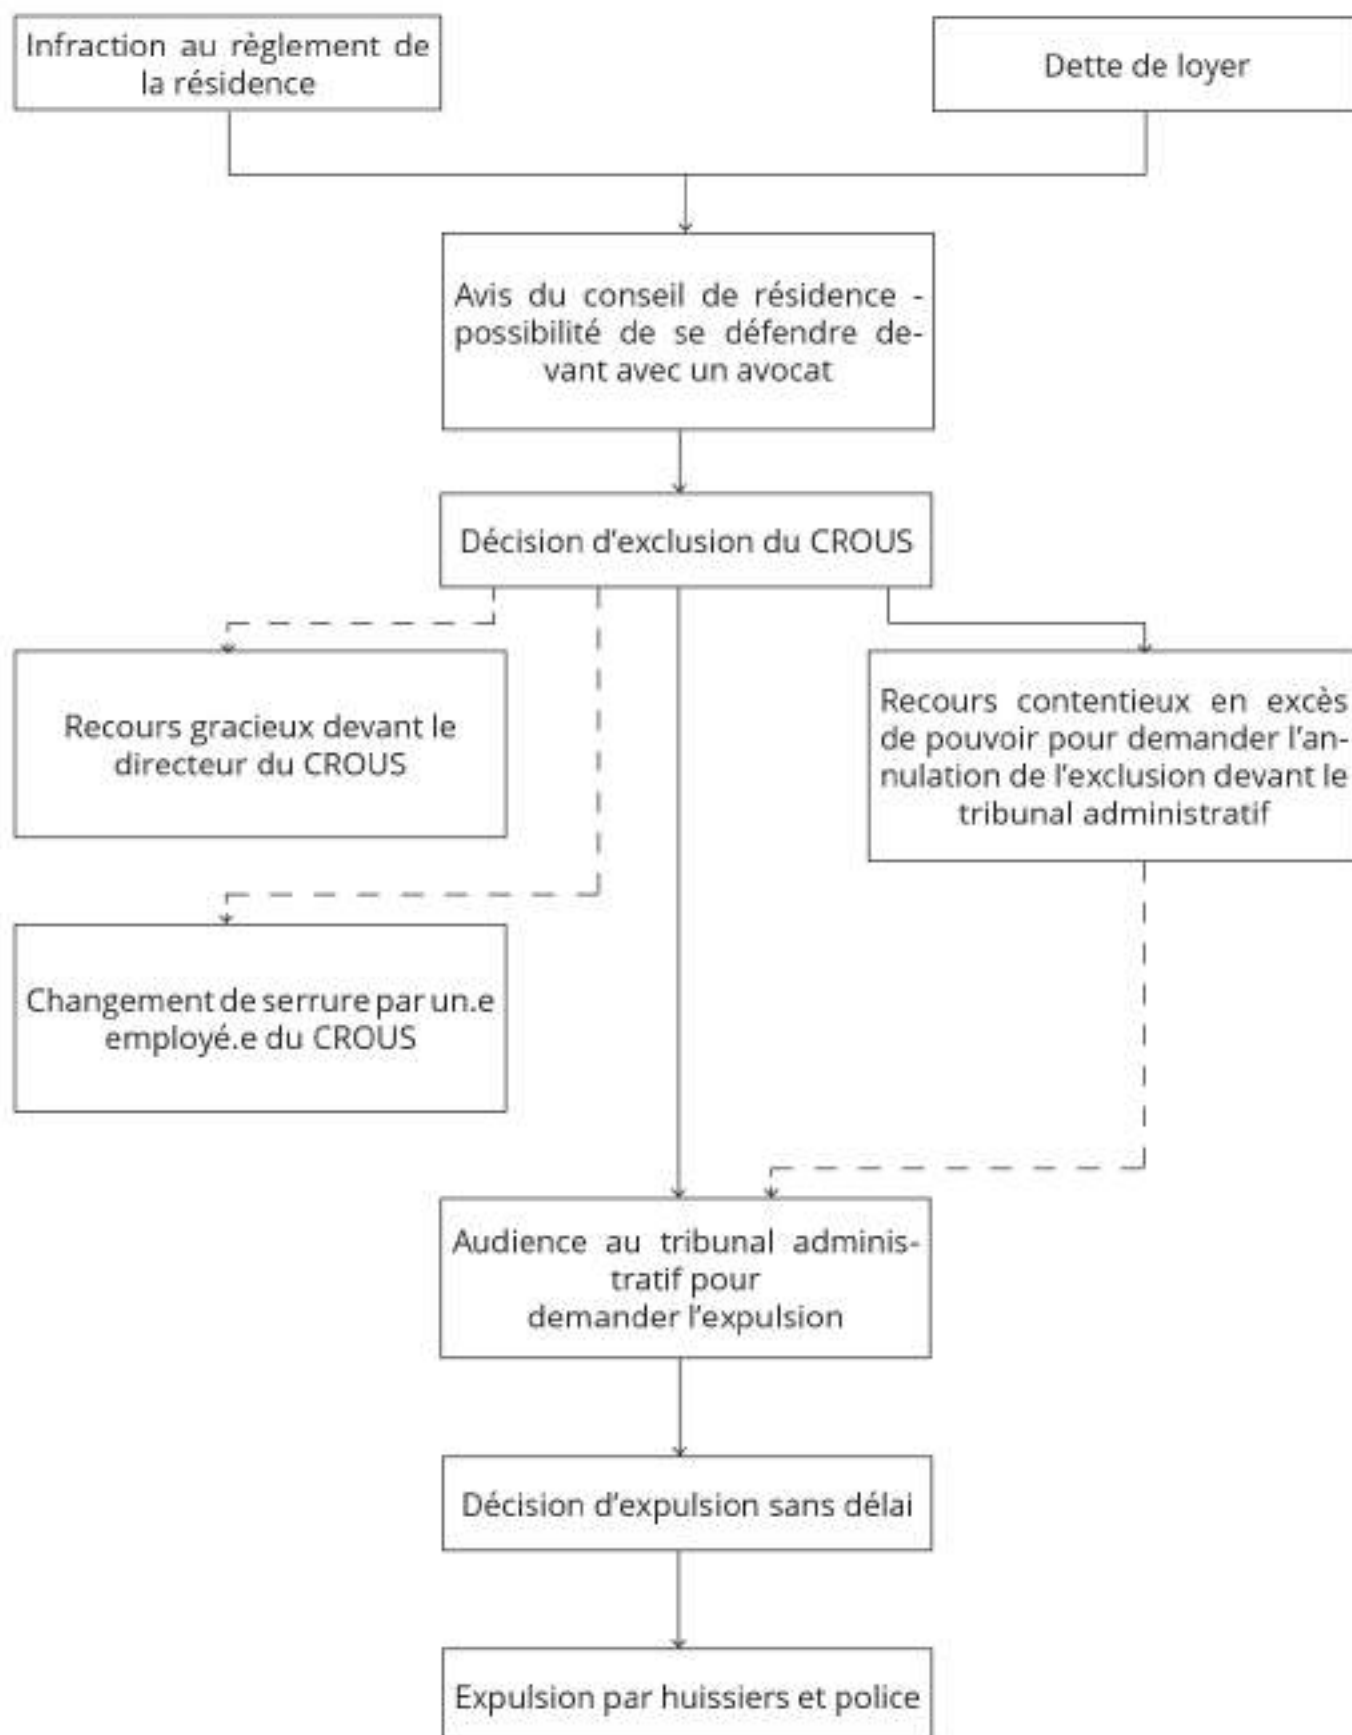 Infraction au règlement de
la résidence
Dette de loyer
Avis du conseil de résidence -
possibilité de se défendre de-
vant avec un avocat
Décision d'exclusion du CROUS
Recours gracieux devant le
directeur du CROUS
Recours contentieux en excès
de pouvoir pour demander l'an-
nulation de l'exclusion devant le
tribunal administratif
Changement de serrure par un.e
employé.e du CROUS
Audience au tribunal adminis-
tratif pour
demander l'expulsion
Décision d'expulsion sans délai
Expulsion par huissiers et police